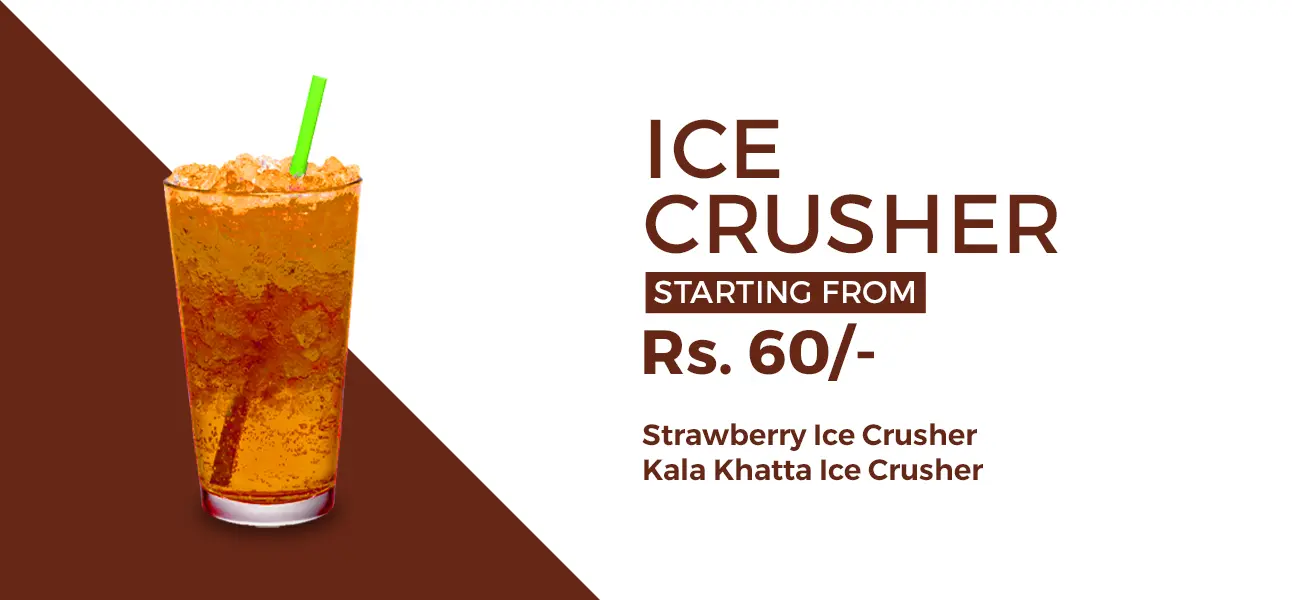 ICE
CRUSHER
STARTING FROM
Rs. 60/-
Strawberry Ice Crusher
Kala Khatta Ice Crusher